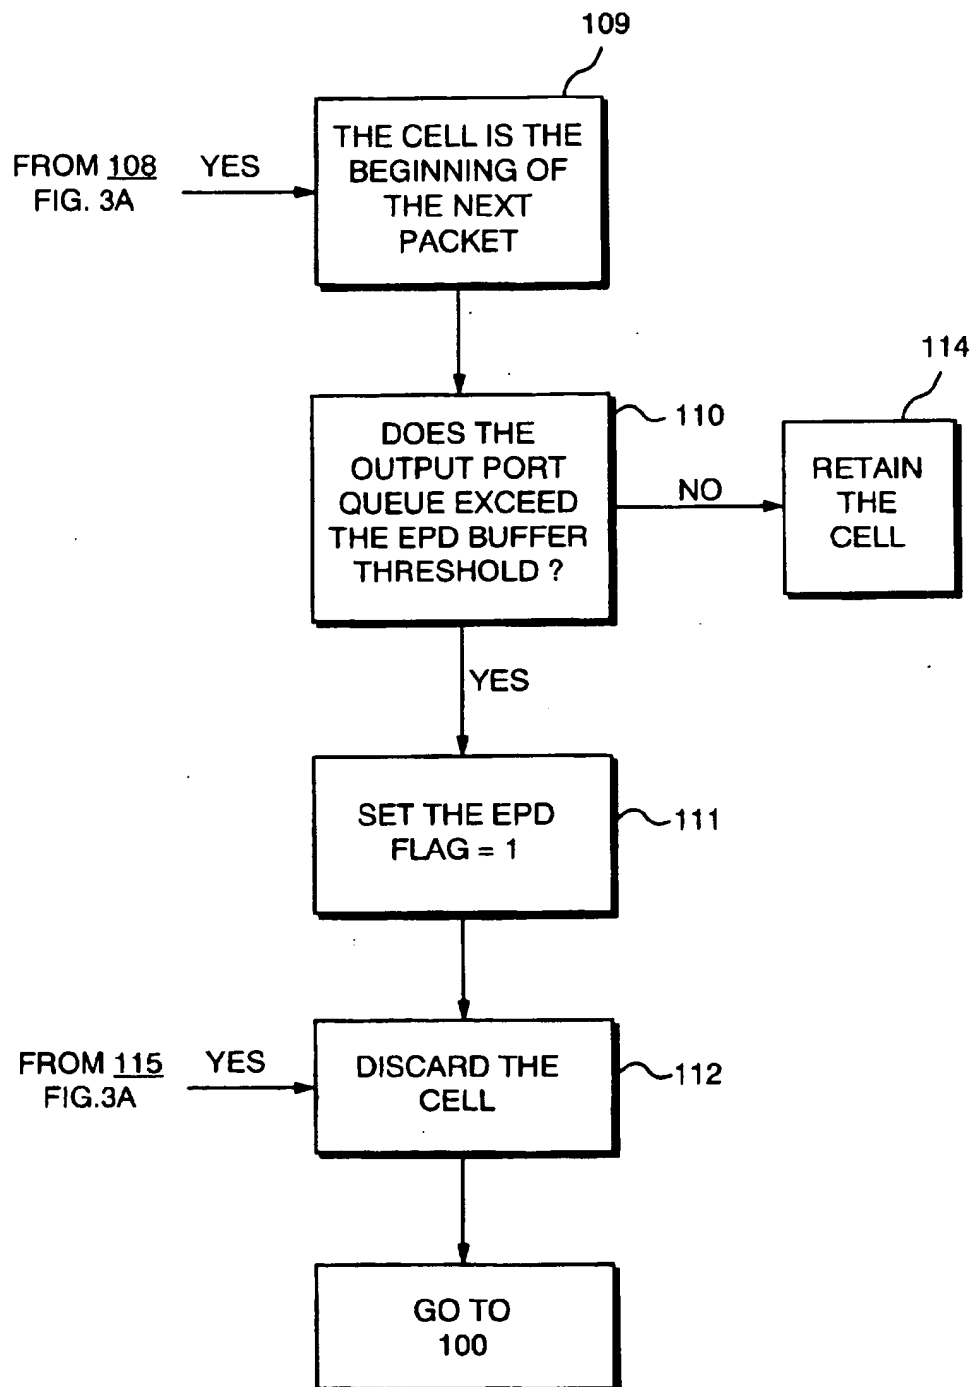 109
THE CELL IS THE
BEGINNING OF
THE NEXT
PACKET
FROM 108 YES
FIG. 3A
114
110
DOES THE
OUTPUT PORT
QUEUE EXCEED
THE EPD BUFFER
THRESHOLD ?
NO
RETAIN
THE
CELL
YES
SET THE EPD
FLAG = 1
111
FROM 115 YES
FIG.3A
DISCARD THE
CELL
112
GO TO
100